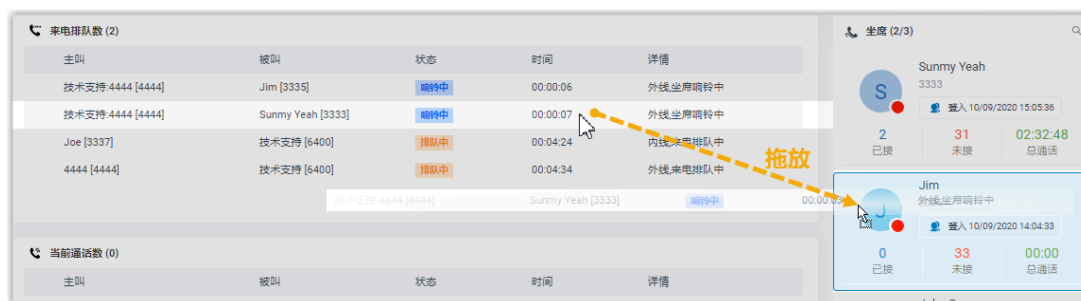 来电排队数 (2)
主叫 被叫 状态 时间 详情
技术支持:4444 [4444] Jim [3335] 响铃中 00:00:06 外线,坐席响铃中
技术支持:4444 [4444] Sunmy Yeah [3333] 响铃中 00:00:07 外线,坐席响铃中
Joe [3337] 技术支持 [6400] 排队中 00:04:24 内线,来电排队中
4444 [4444] 技术支持 [6400] 排队中 00:04:34 外线,来电排队中
技术支持:4444 [4444] Sunmy Yeah [3333] 响铃中 00:00:03 外线,坐席响铃中
拖放
当前通话数 (0)
主叫 被叫 状态 时间 详情
坐席 (2/3)
S
Sunmy Yeah
3333
登入 10/09/2020 15:05:36
2 31 02:32:48
已接 未接 总通话
J
Jim
登入 10/09/2020 14:04:33
0 33 00:00
已接 未接 总通话